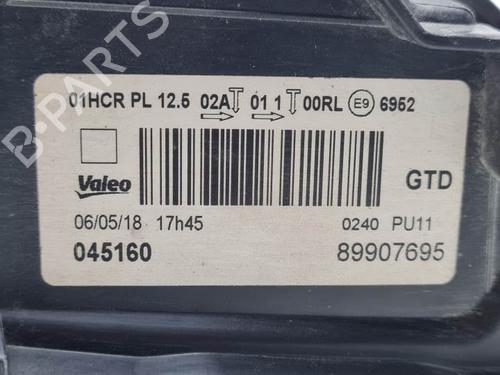 B-PARTS
01HCR PL 12.5 02A 01 1 00RL E9 6952
Valeo
GTD
06/05/18 17h45 0240 PU11
045160 89907695